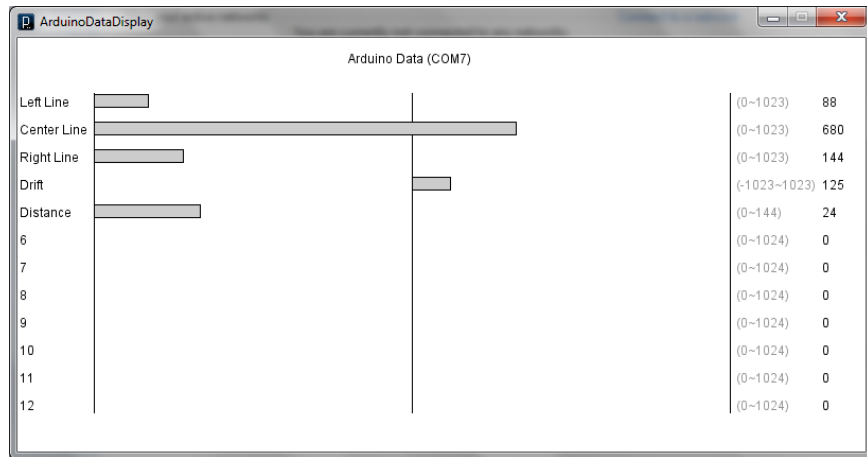 ArduinoDataDisplay
Arduino Data (COM7)
Left Line (0~1023) 88
Center Line (0~1023) 680
Right Line (0~1023) 144
Drift (-1023~1023) 125
Distance (0~144) 24
6 (0~1024) 0
7 (0~1024) 0
8 (0~1024) 0
9 (0~1024) 0
10 (0~1024) 0
11 (0~1024) 0
12 (0~1024) 0